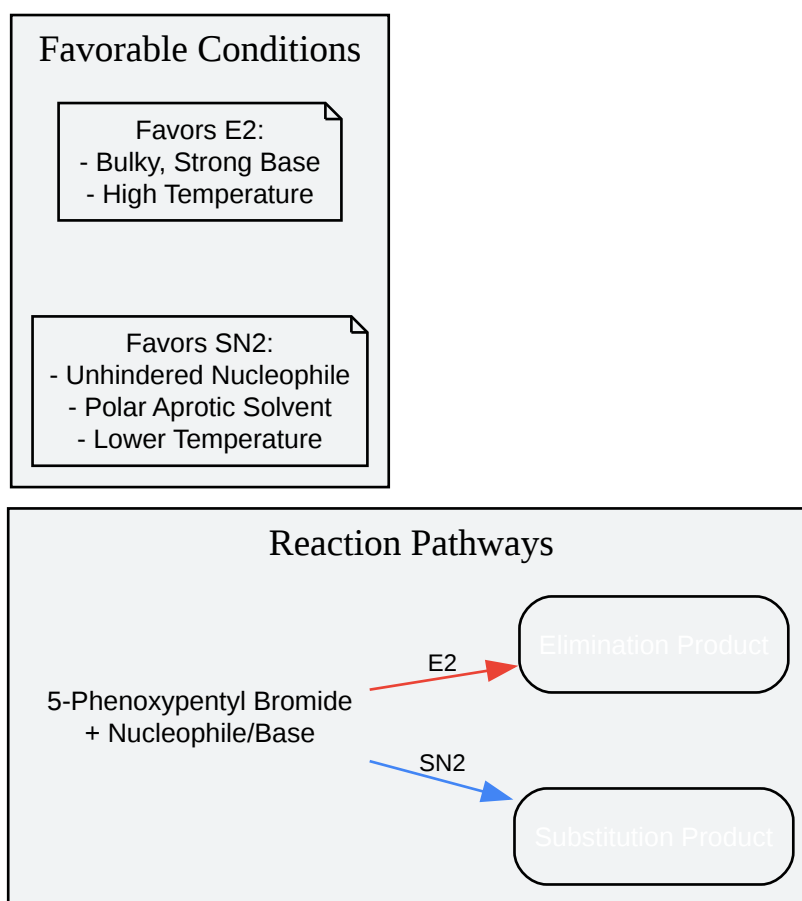 Favorable Conditions
Favors E2:
- Bulky, Strong Base
- High Temperature
Favors SN2:
- Unhindered Nucleophile
- Polar Aprotic Solvent
- Lower Temperature
Reaction Pathways
E2
Elimination Product
5-Phenoxypentyl Bromide
+ Nucleophile/Base
SN2
Substitution Product